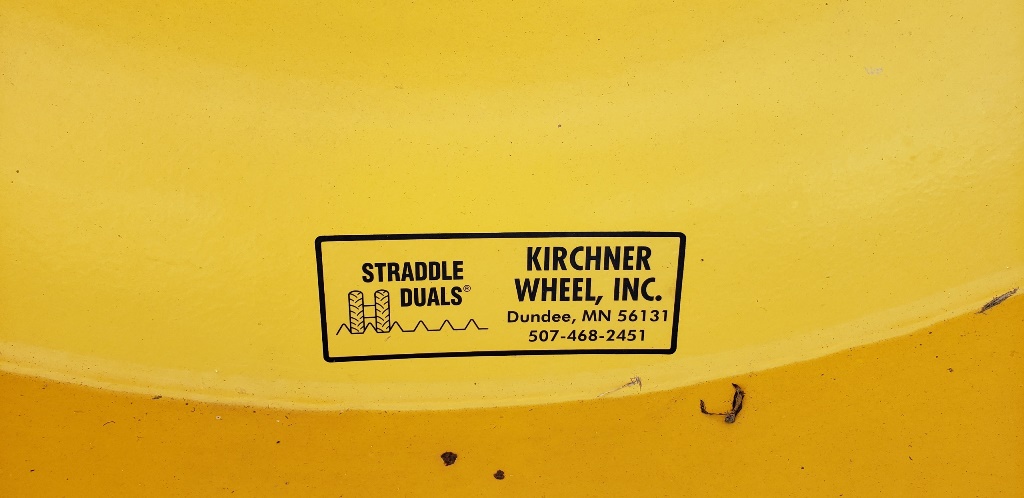 STRADDLE
DUALS®
KIRCHNER
WHEEL, INC.
Dundee, MN 56131
507-468-2451